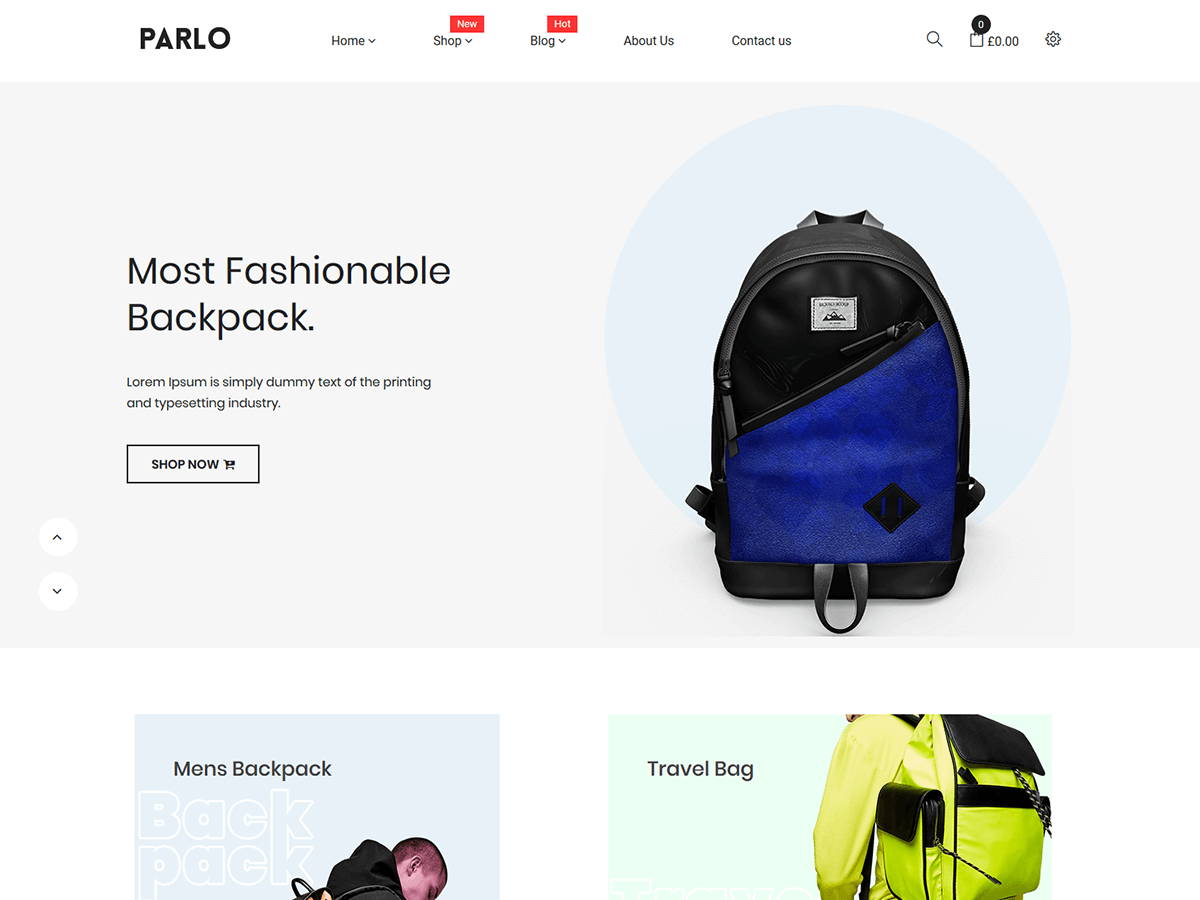 PARLO
Home
New
Shop
Hot
Blog
About Us
Contact us
0
£0.00
Most Fashionable
Backpack.
Lorem Ipsum is simply dummy text of the printing
and typesetting industry.
SHOP NOW
Mens Backpack
Back
pack
Travel Bag